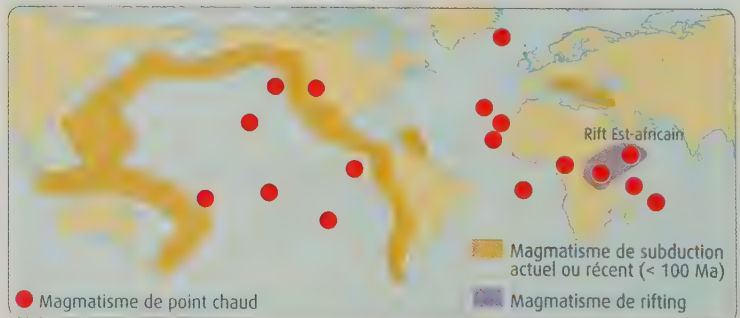 Rift Est-africain
Magmatisme de subduction
actuel ou récent (< 100 Ma)
Magmatisme de point chaud
Magmatisme de rifting